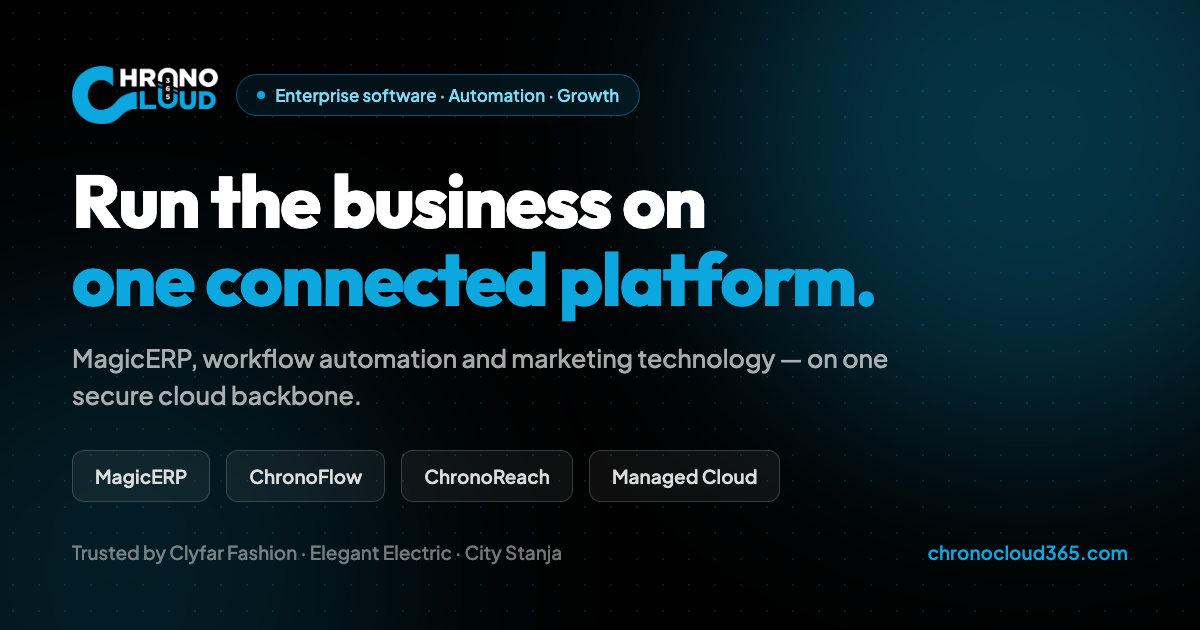 CHRONO
CLOUD
365
Enterprise software · Automation · Growth
Run the business on
one connected platform.
MagicERP, workflow automation and marketing technology — on one
secure cloud backbone.
MagicERP
ChronoFlow
ChronoReach
Managed Cloud
Trusted by Clyfar Fashion · Elegant Electric · City Stanja
chronocloud365.com